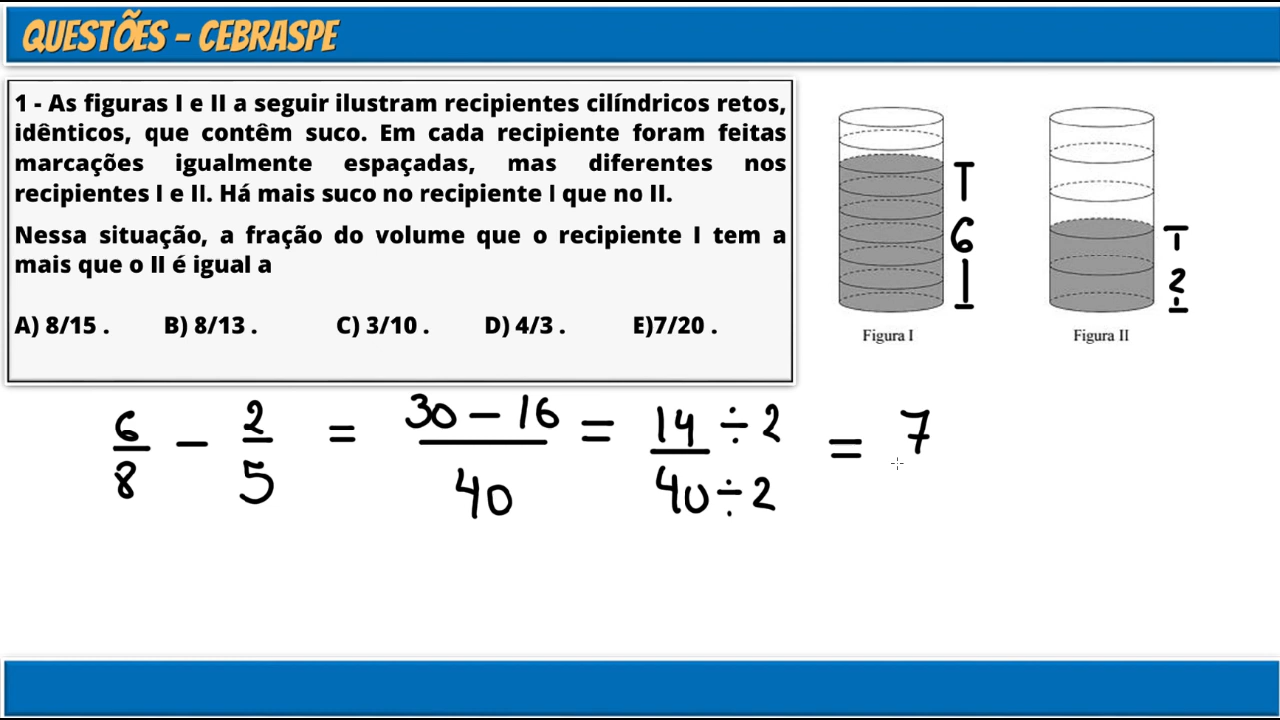 QUESTÕES - CEBRASPE
1 - As figuras I e II a seguir ilustram recipientes cilíndricos retos,
idênticos, que contêm suco. Em cada recipiente foram feitas
marcações igualmente espaçadas, mas diferentes nos
recipientes I e II. Há mais suco no recipiente I que no II.
Nessa situação, a fração do volume que o recipiente I tem a
mais que o II é igual a
A) 8/15 . B) 8/13 . C) 3/10 . D) 4/3 . E)7/20 .
6
2
Figura I
Figura II
6/8 - 2/5 = 30 - 16/40 = 14 ÷ 2/40 ÷ 2 = 7